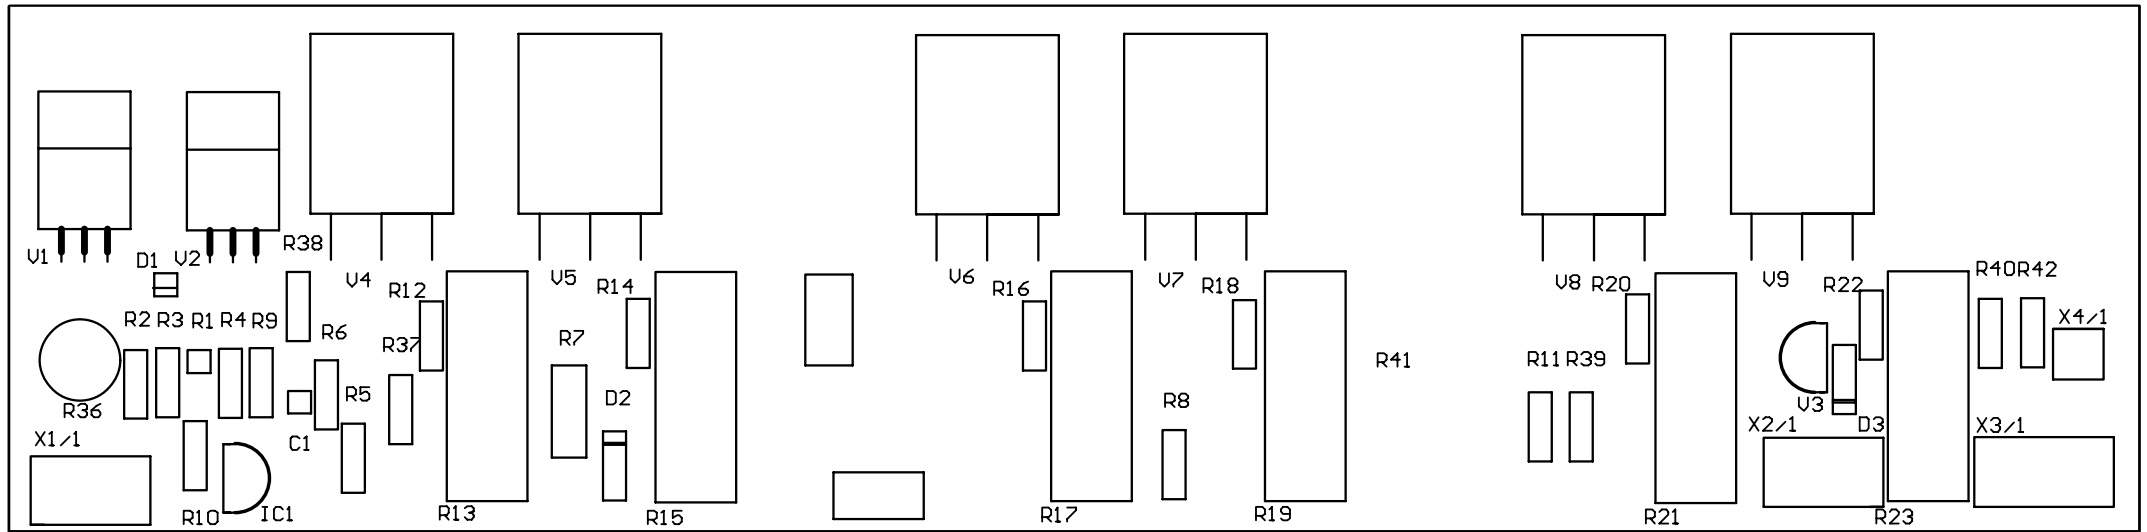 R38
V1
D1
V2
V4
R12
V5
R14
V6
R16
V7
R18
V8
R20
V9
R22
R40
R42
R2
R3
R1
R4
R9
R6
R37
R7
X4/1
R41
R11
R39
R36
R5
D2
R8
V3
X1/1
C1
X2/1
D3
X3/1
R10
IC1
R13
R15
R17
R19
R21
R23